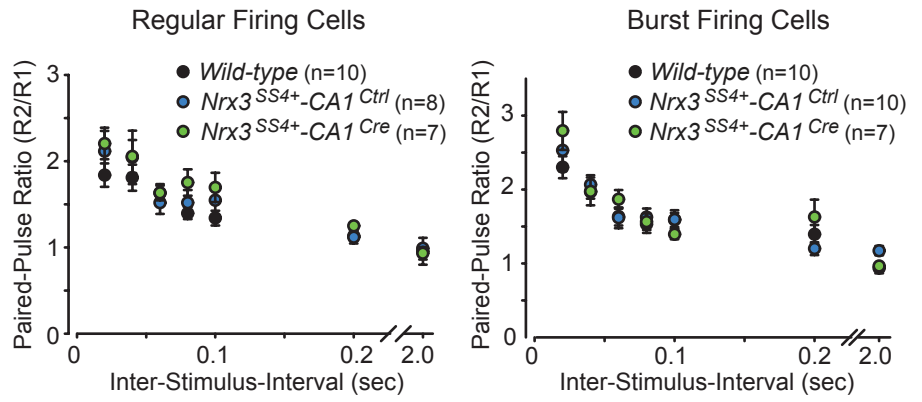 Regular Firing Cells
Paired-Pulse Ratio (R2/R1)
3
2
1
0
Wild-type (n=10)
Nrx3 SS4+-CA1 Ctrl (n=8)
Nrx3 SS4+-CA1 Cre (n=7)
0 0.1 0.2 2.0
Inter-Stimulus-Interval (sec)
Burst Firing Cells
Paired-Pulse Ratio (R2/R1)
3
2
1
0
Wild-type (n=10)
Nrx3 SS4+-CA1 Ctrl (n=10)
Nrx3 SS4+-CA1 Cre (n=7)
0 0.1 0.2 2.0
Inter-Stimulus-Interval (sec)